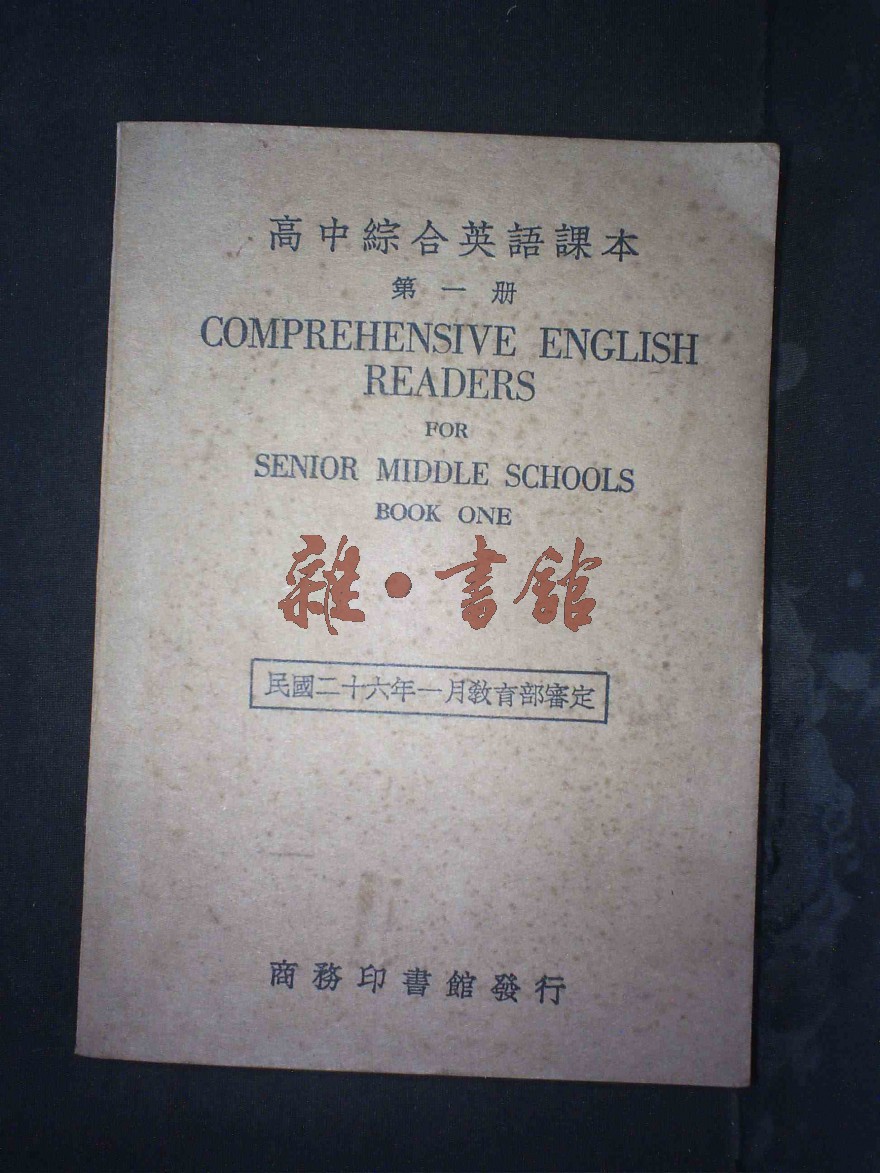 高中綜合英語課本
第一册
COMPREHENSIVE ENGLISH
READERS
FOR
SENIOR MIDDLE SCHOOLS
BOOK ONE
雜·書館
民國二十六年一月敎育部審定
商務印書館發行